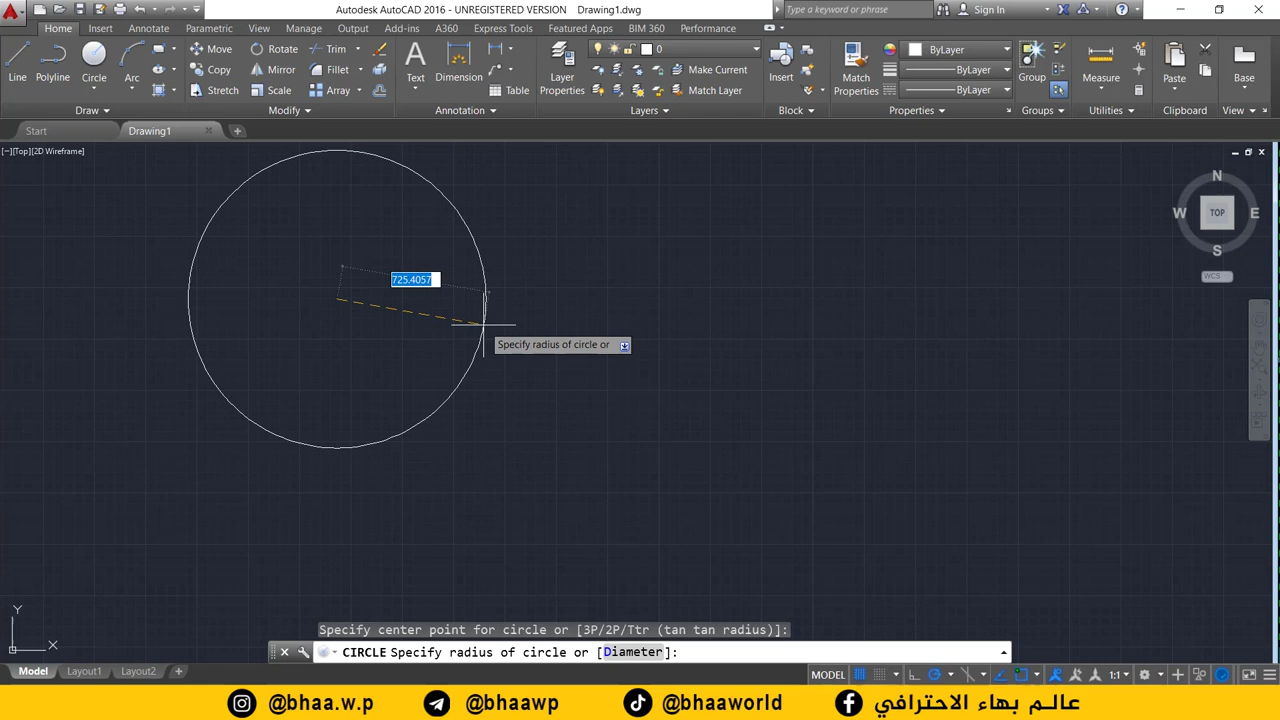 Autodesk AutoCAD 2016 - UNREGISTERED VERSION Drawing1.dwg
Type a keyword or phrase
Sign In
Home Insert Annotate Parametric View Manage Output Add-ins A360 Express Tools Featured Apps BIM 360 Performance
Line
Polyline
Circle
Arc
Move Rotate Trim
Copy Mirror Fillet
Stretch Scale Array
Text
Dimension
Table
Layer
Properties
0
Make Current
Match Layer
Insert
Match
Properties
ByLayer
ByLayer
ByLayer
Group
Measure
Paste
Base
Draw Modify Annotation Layers Block Properties Groups Utilities Clipboard View
Start Drawing1
[−][Top][2D Wireframe]
N
W TOP E
S
WCS
725.4057
Specify radius of circle or
Y
X
Specify center point for circle or [3P/2P/Ttr (tan tan radius)]:
CIRCLE Specify radius of circle or [Diameter]:
Model Layout1 Layout2
MODEL
1:1
@bhaa.w.p @bhaawp @bhaaworld عالم بهاء الاحترافي